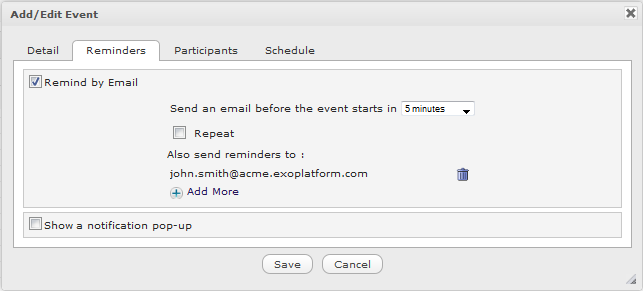 Add/Edit Event
Detail Reminders Participants Schedule
Remind by Email
Send an email before the event starts in 5 minutes
Repeat
Also send reminders to :
john.smith@acme.exoplatform.com
Add More
Show a notification pop-up
Save Cancel